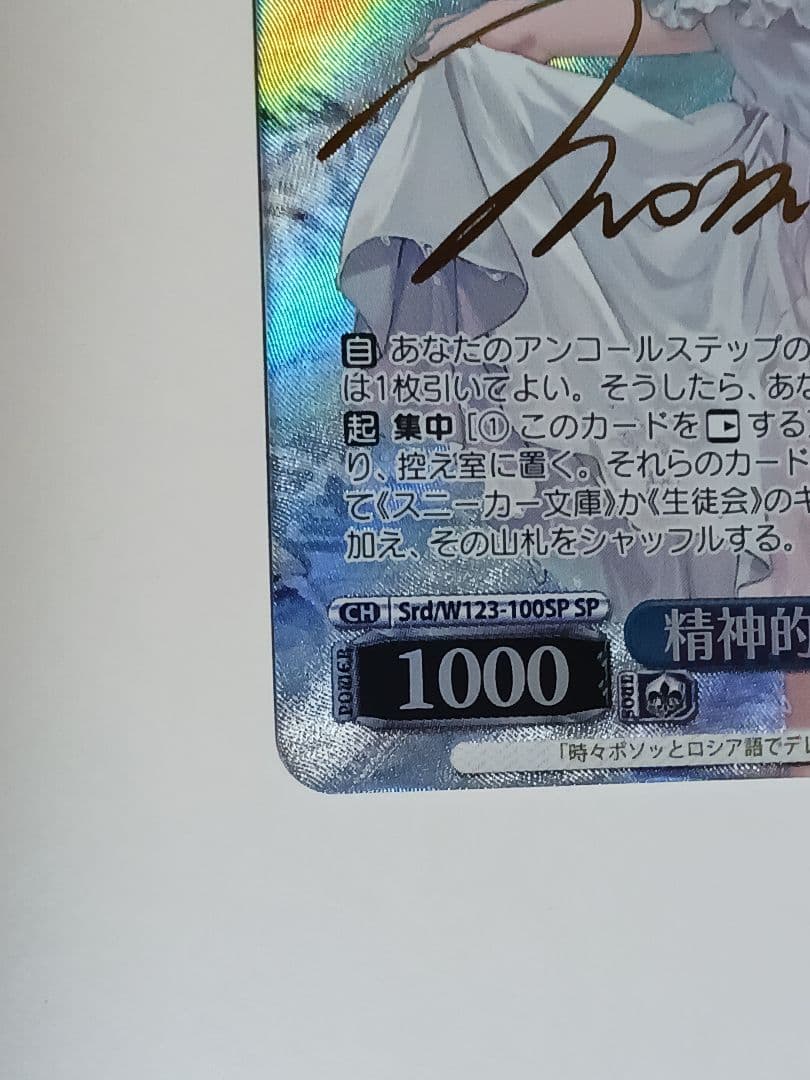 自 あなたのアンコールステップの
は1枚引いてよい。そうしたら、あな
起 集中 [① このカードを する
り、控え室に置く。それらのカード
て《スニーカー文庫》か《生徒会》のキ
加え、その山札をシャッフルする。
CH Srd/W123-100SP SP
精神的
POWER 1000 SOUL
「時々ボソッとロシア語でデレ